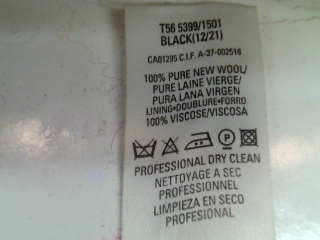 T56 5399/1501
BLACK(12/21)
CA01295 C.I.F. A-37-002516
100% PURE NEW WOOL/
PURE LAINE VIERGE/
PURA LANA VIRGEN
LINING•DOUBLURE•FORRO
100% VISCOSE/VISCOSA
P
PROFESSIONAL DRY CLEAN
NETTOYAGE A SEC
PROFESSIONNEL
LIMPIEZA EN SECO
PROFESIONAL